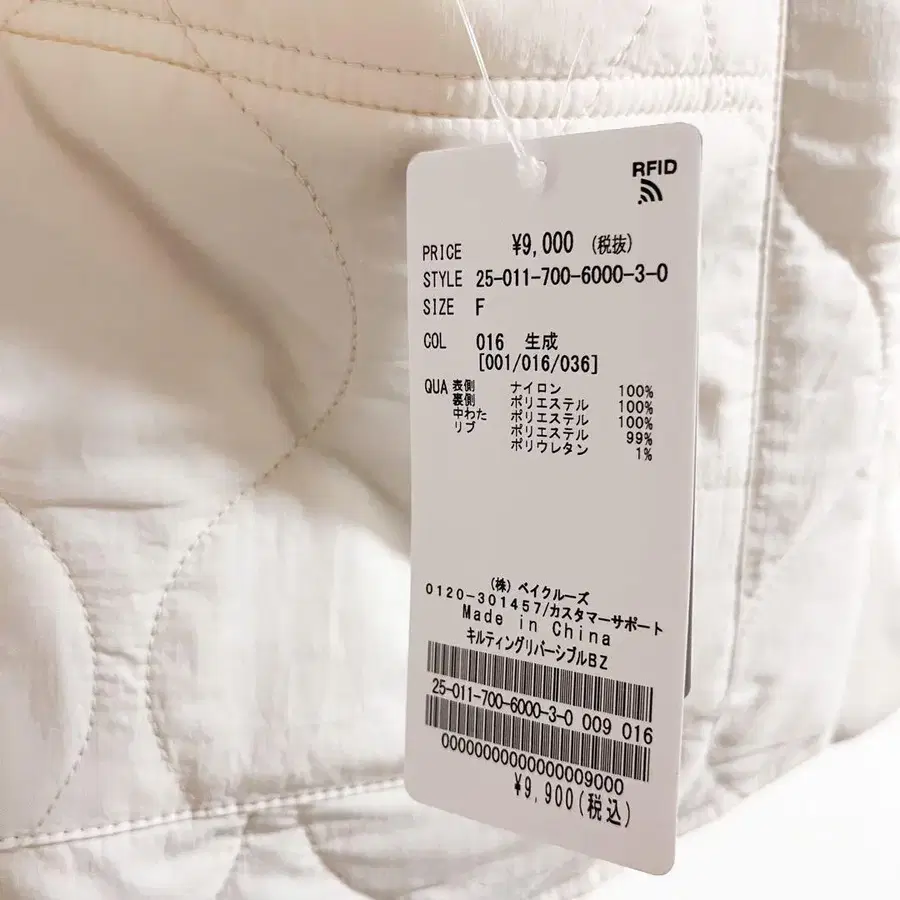 RFID
PRICE ¥9,000 (税抜)
STYLE 25-011-700-6000-3-0
SIZE F
COL 016 生成
[001/016/036]
QUA 表側 ナイロン 100%
裏側 ポリエステル 100%
中わた ポリエステル 100%
リブ ポリエステル 99%
ポリウレタン 1%
(株) ベイクルーズ
0120-301457/カスタマーサポート
Made in China
キルティングリバーシブルBZ
25-011-700-6000-3-0 009 016
00000000000000009000
¥9,900(税込)